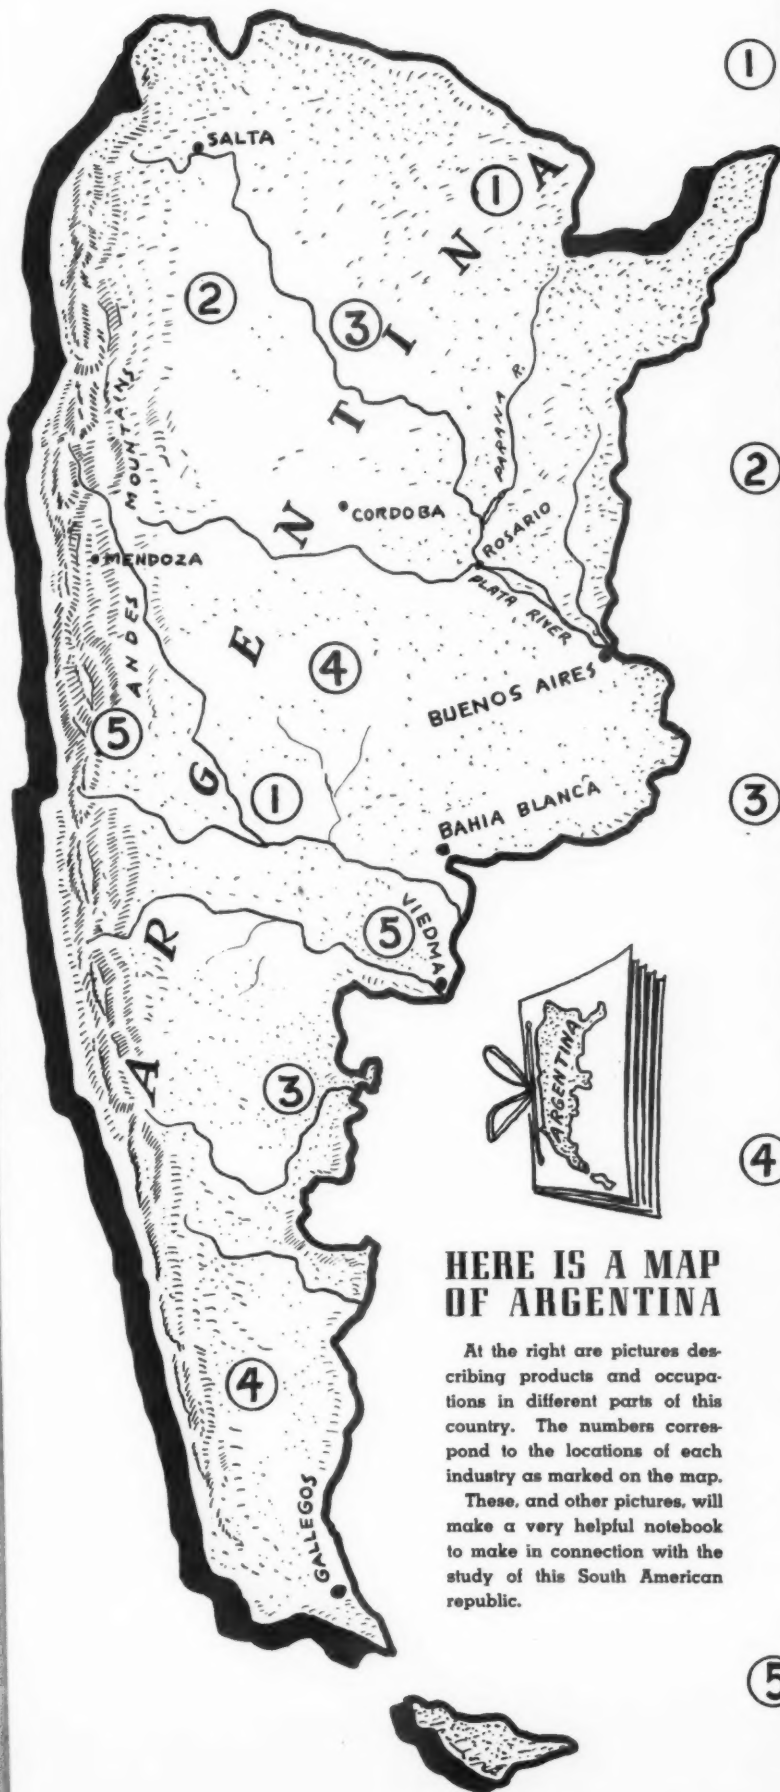 ①
SALTA
①
②
③
MOUNTAINS
PARANA R.
②
CORDOBA
ROSARIO
MENDOZA
PLATA RIVER
ANDES
④
BUENOS AIRES
⑤
①
BAHIA BLANCA
③
VIEDMA
⑤
ARGENTINA
ARGENTINA
③
④
HERE IS A MAP
OF ARGENTINA
At the right are pictures des-
cribing products and occupa-
tions in different parts of this
country. The numbers corres-
pond to the locations of each
industry as marked on the map.
These, and other pictures, will
make a very helpful notebook
to make in connection with the
study of this South American
republic.
④
GALLEGOS
⑤